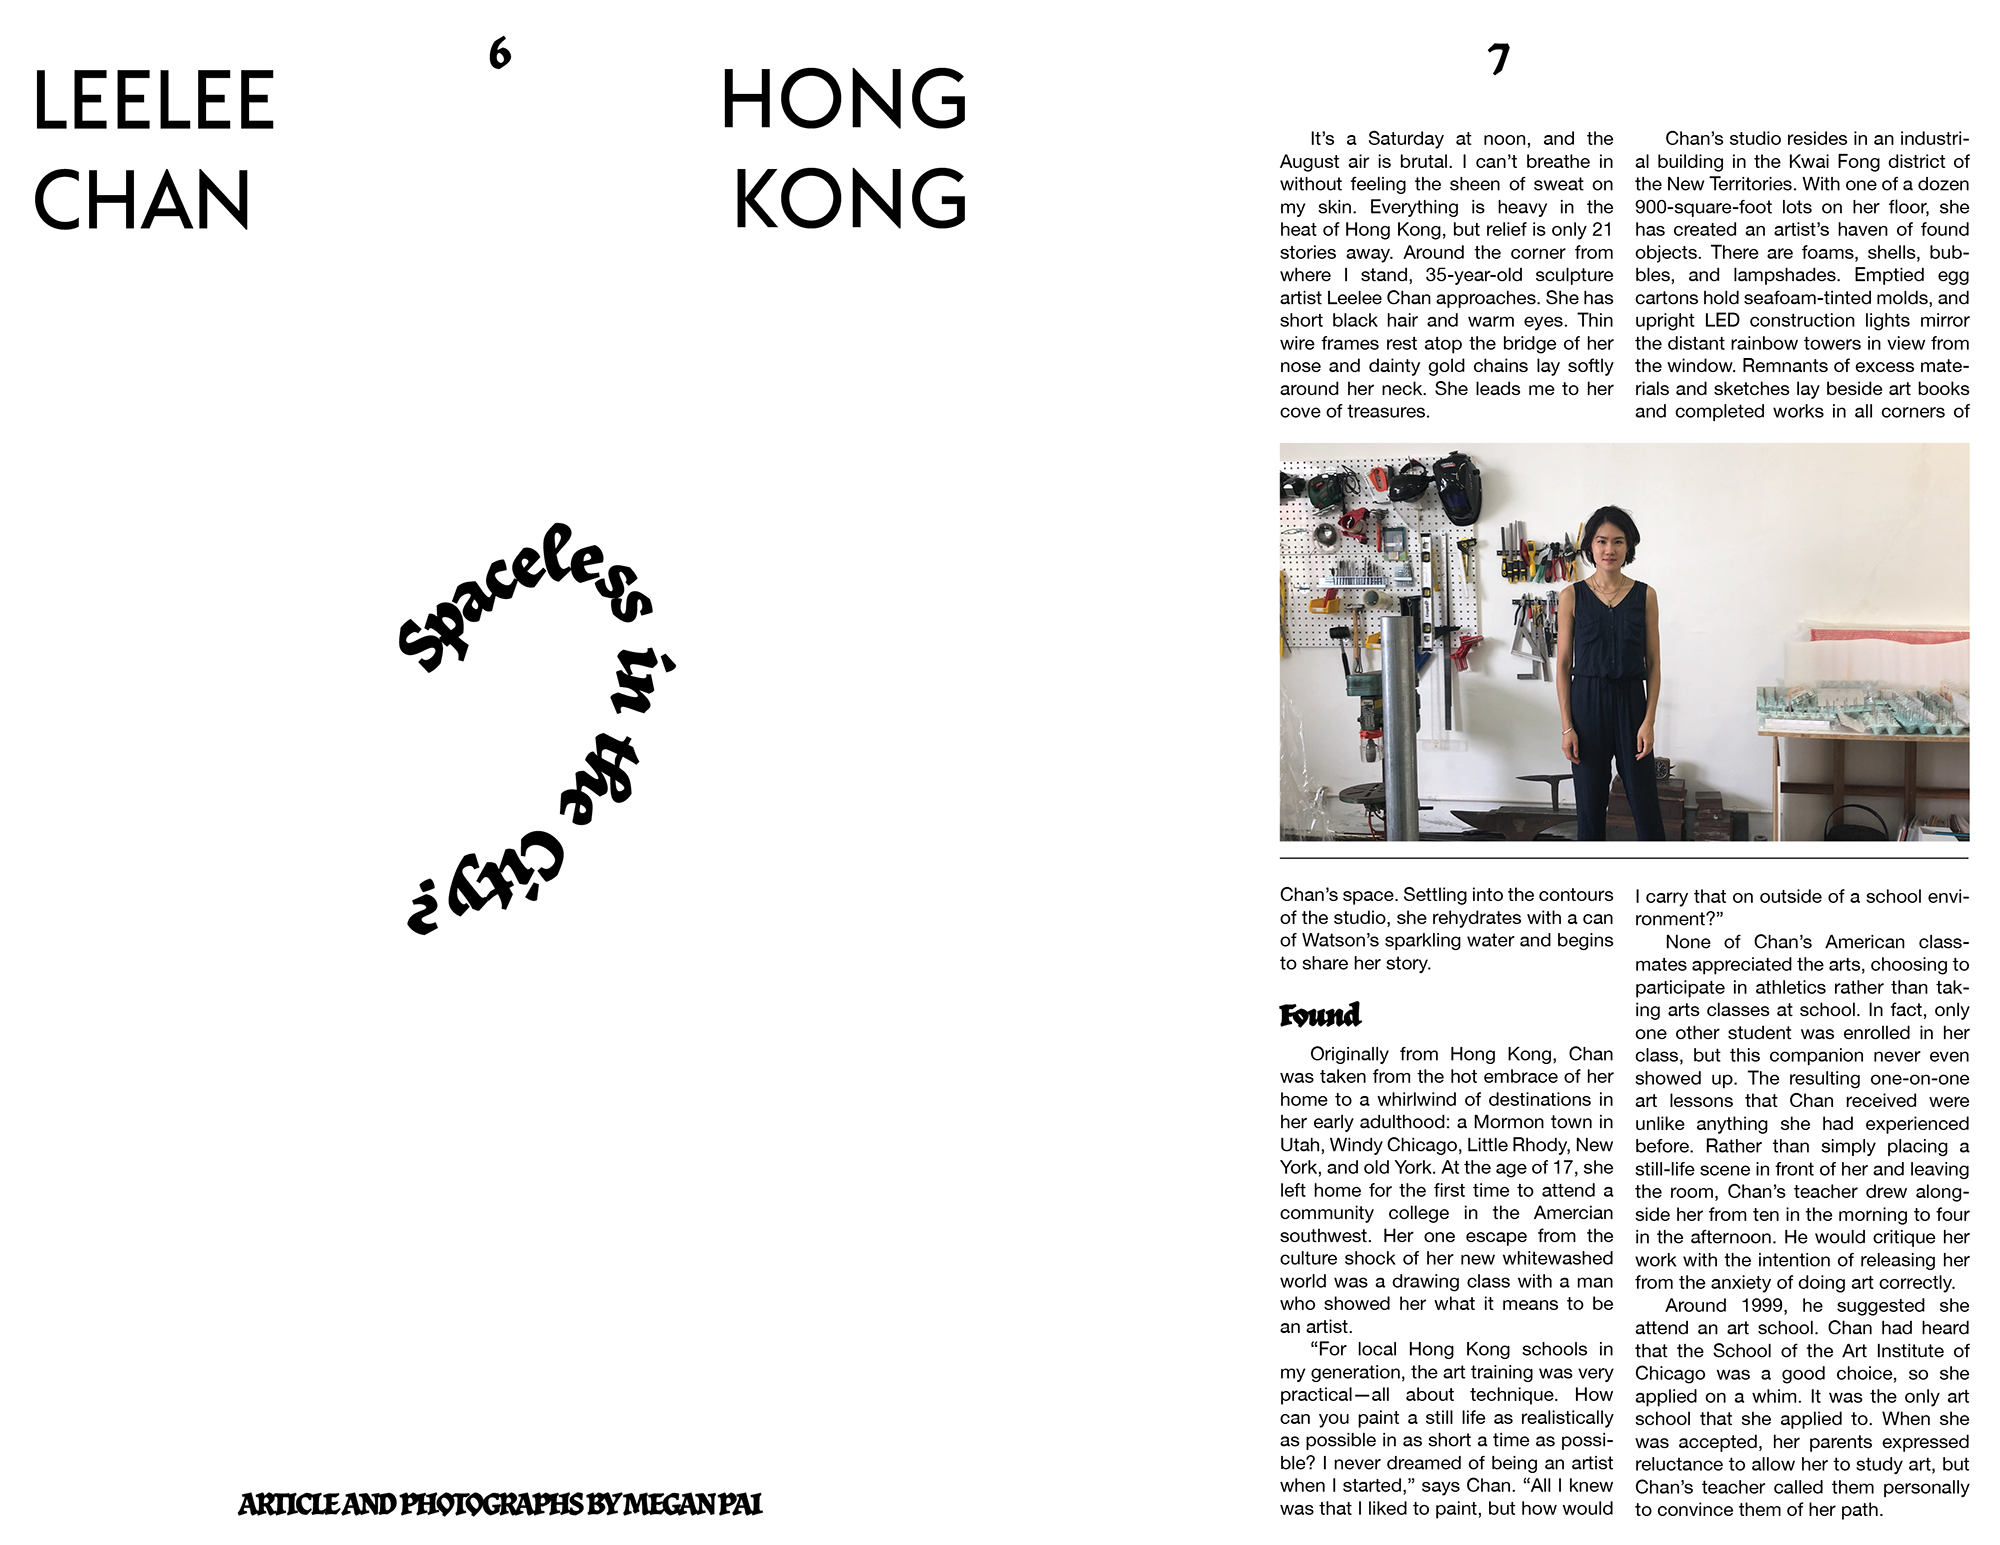 6
LEELEE
CHAN
HONG
KONG
Spaceless in the city?
ARTICLE AND PHOTOGRAPHS BY MEGAN PAI
7
It's a Saturday at noon, and the
August air is brutal. I can't breathe in
without feeling the sheen of sweat on
my skin. Everything is heavy in the
heat of Hong Kong, but relief is only 21
stories away. Around the corner from
where I stand, 35-year-old sculpture
artist Leelee Chan approaches. She has
short black hair and warm eyes. Thin
wire frames rest atop the bridge of her
nose and dainty gold chains lay softly
around her neck. She leads me to her
cove of treasures.
Chan's studio resides in an industri-
al building in the Kwai Fong district of
the New Territories. With one of a dozen
900-square-foot lots on her floor, she
has created an artist's haven of found
objects. There are foams, shells, bub-
bles, and lampshades. Emptied egg
cartons hold seafoam-tinted molds, and
upright LED construction lights mirror
the distant rainbow towers in view from
the window. Remnants of excess mate-
rials and sketches lay beside art books
and completed works in all corners of
Chan's space. Settling into the contours
of the studio, she rehydrates with a can
of Watson's sparkling water and begins
to share her story.
Found
Originally from Hong Kong, Chan
was taken from the hot embrace of her
home to a whirlwind of destinations in
her early adulthood: a Mormon town in
Utah, Windy Chicago, Little Rhody, New
York, and old York. At the age of 17, she
left home for the first time to attend a
community college in the Amercian
southwest. Her one escape from the
culture shock of her new whitewashed
world was a drawing class with a man
who showed her what it means to be
an artist.
“For local Hong Kong schools in
my generation, the art training was very
practical—all about technique. How
can you paint a still life as realistically
as possible in as short a time as possi-
ble? I never dreamed of being an artist
when I started,” says Chan. “All I knew
was that I liked to paint, but how would
I carry that on outside of a school envi-
ronment?”
None of Chan's American class-
mates appreciated the arts, choosing to
participate in athletics rather than tak-
ing arts classes at school. In fact, only
one other student was enrolled in her
class, but this companion never even
showed up. The resulting one-on-one
art lessons that Chan received were
unlike anything she had experienced
before. Rather than simply placing a
still-life scene in front of her and leaving
the room, Chan's teacher drew along-
side her from ten in the morning to four
in the afternoon. He would critique her
work with the intention of releasing her
from the anxiety of doing art correctly.
Around 1999, he suggested she
attend an art school. Chan had heard
that the School of the Art Institute of
Chicago was a good choice, so she
applied on a whim. It was the only art
school that she applied to. When she
was accepted, her parents expressed
reluctance to allow her to study art, but
Chan's teacher called them personally
to convince them of her path.